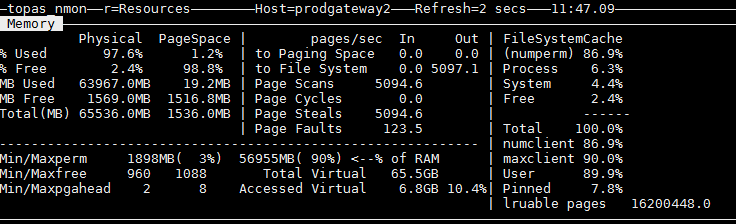 topas_nmon r=Resources Host=prodgateway2 Refresh=2 secs 11:47.09
Memory
Physical PageSpace | pages/sec In Out | FileSystemCache
% Used 97.6% 1.2% | to Paging Space 0.0 0.0 | (numperm) 86.9%
% Free 2.4% 98.8% | to File System 0.0 5097.1 | Process 6.3%
MB Used 63967.0MB 19.2MB | Page Scans 5094.6 | System 4.4%
MB Free 1569.0MB 1516.8MB | Page Cycles 0.0 | Free 2.4%
Total(MB) 65536.0MB 1536.0MB | Page Steals 5094.6 | ------
| Page Faults 123.5 | Total 100.0%
------------------------------------------------------------ | numclient 86.9%
Min/Maxperm 1898MB( 3%) 56955MB( 90%) <--% of RAM | maxclient 90.0%
Min/Maxfree 960 1088 Total Virtual 65.5GB | User 89.9%
Min/Maxpgahead 2 8 Accessed Virtual 6.8GB 10.4%| Pinned 7.8%
| lruable pages 16200448.0